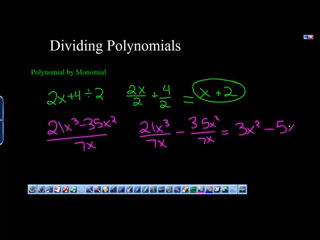 Dividing Polynomials
Polynomial by Monomial
2x+4÷2 2x/2 + 4/2 = x+2
21x³-35x²/7x 21x³/7x - 35x²/7x = 3x² - 5x